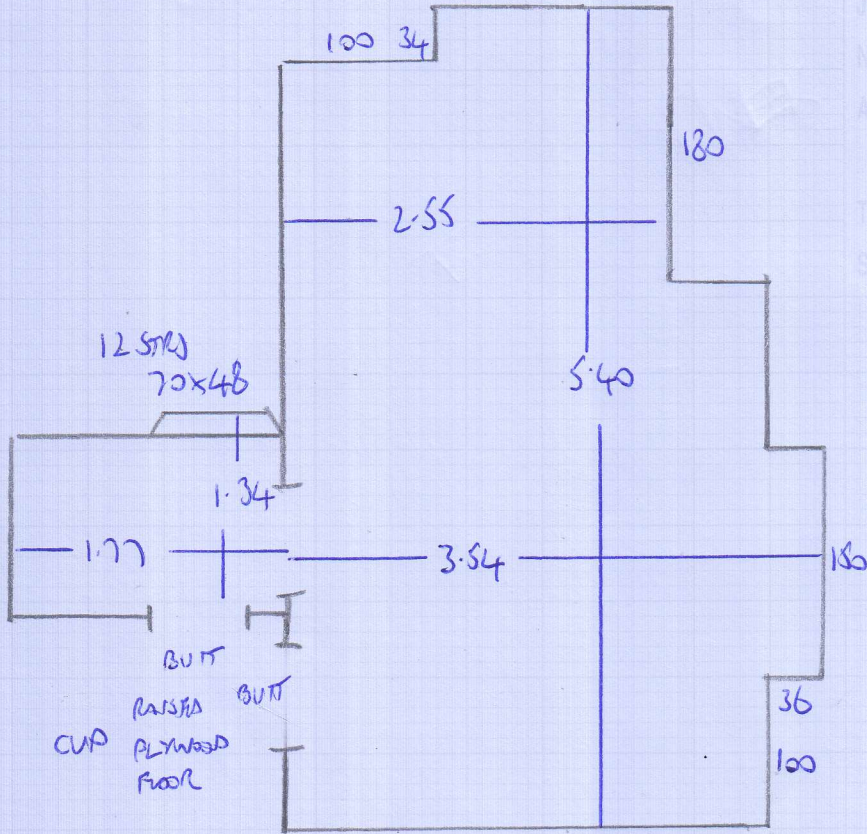 100 34
180
2.55
12 STRS
70x48
5.40
1.34
1.77
3.54
150
BUTT
BUTT
RAISED
CUP PLYWOOD
FLOOR
36
100